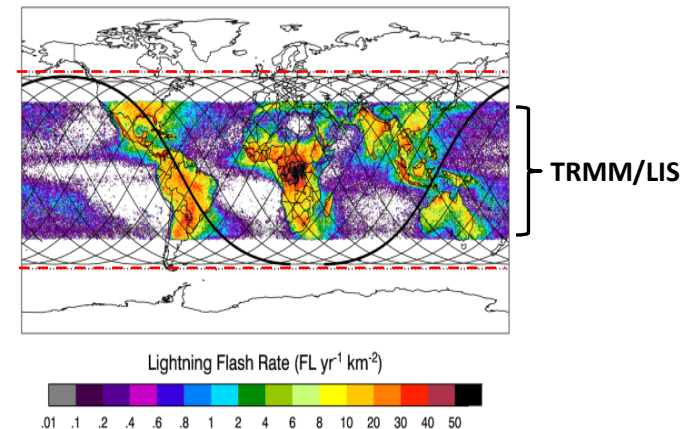 TRMM/LIS
Lightning Flash Rate (FL yr⁻¹ km⁻²)
.01 .1 .2 .4 .6 .8 1 2 4 6 8 10 20 30 40 50